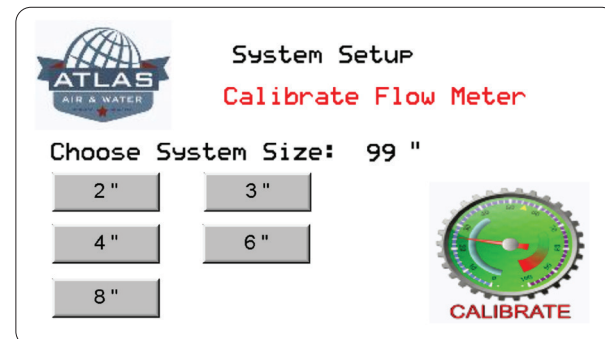 ATLAS
AIR & WATER
System Setup
Calibrate Flow Meter
Choose System Size: 99 "
2 " 3 "
4 " 6 "
8 "
CALIBRATE